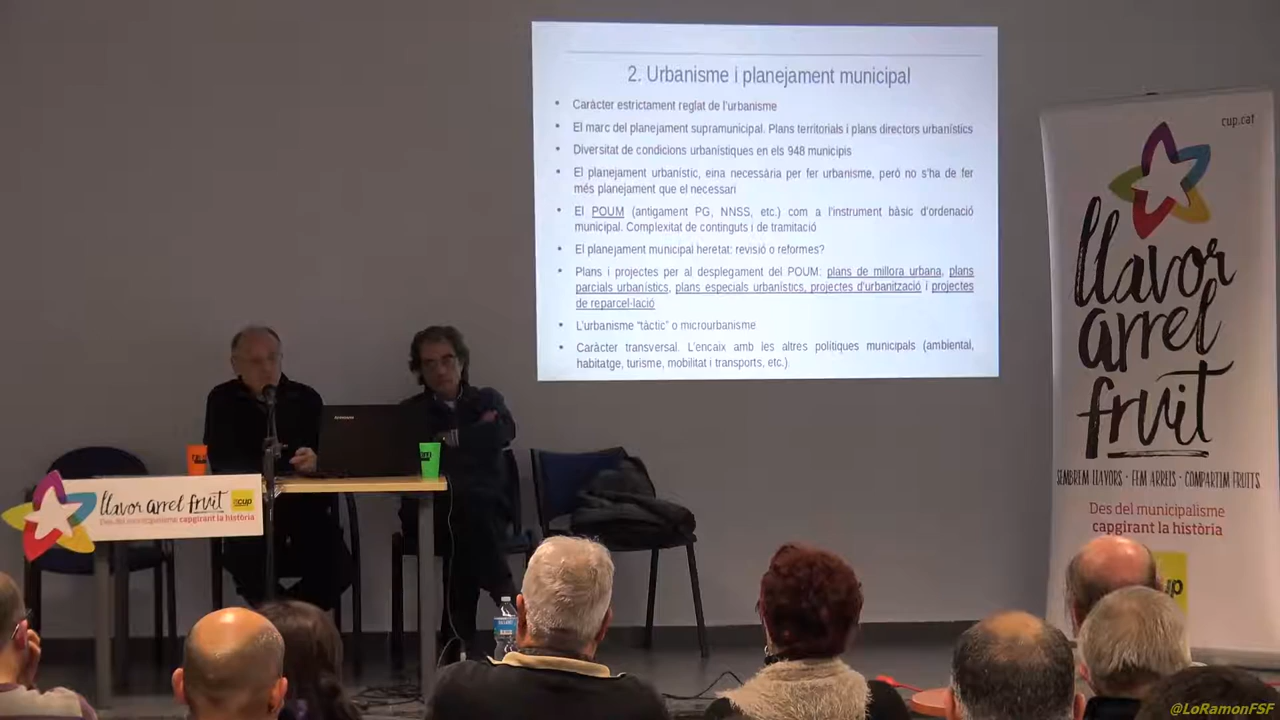 2. Urbanisme i planejament municipal
• Caràcter estrictament reglat de l'urbanisme
• El marc del planejament supramunicipal. Plans territorials i plans directors urbanístics
• Diversitat de condicions urbanístiques en els 948 municipis
• El planejament urbanístic, eina necessària per fer urbanisme, però no s'ha de fer
més planejament que el necessari
• El POUM (antigament PG, NNSS, etc.) com a l'instrument bàsic d'ordenació
municipal. Complexitat de continguts i de tramitació
• El planejament municipal heretat: revisió o reformes?
• Plans i projectes per al desplegament del POUM: plans de millora urbana, plans
parcials urbanístics, plans especials urbanístics, projectes d'urbanització i projectes
de reparcel·lació
• L'urbanisme "tàctic" o microurbanisme
• Caràcter transversal. L'encaix amb les altres polítiques municipals (ambiental,
habitatge, turisme, mobilitat i transports, etc.)
cup.cat
llavor
arrel
fruit
SEMBREM LLAVORS · FEM ARRELS · COMPARTIM FRUITS
Des del municipalisme
capgirant la història
cup
llavor arrel fruit
cup
Des del municipalisme capgirant la història
@LoRamonFSF